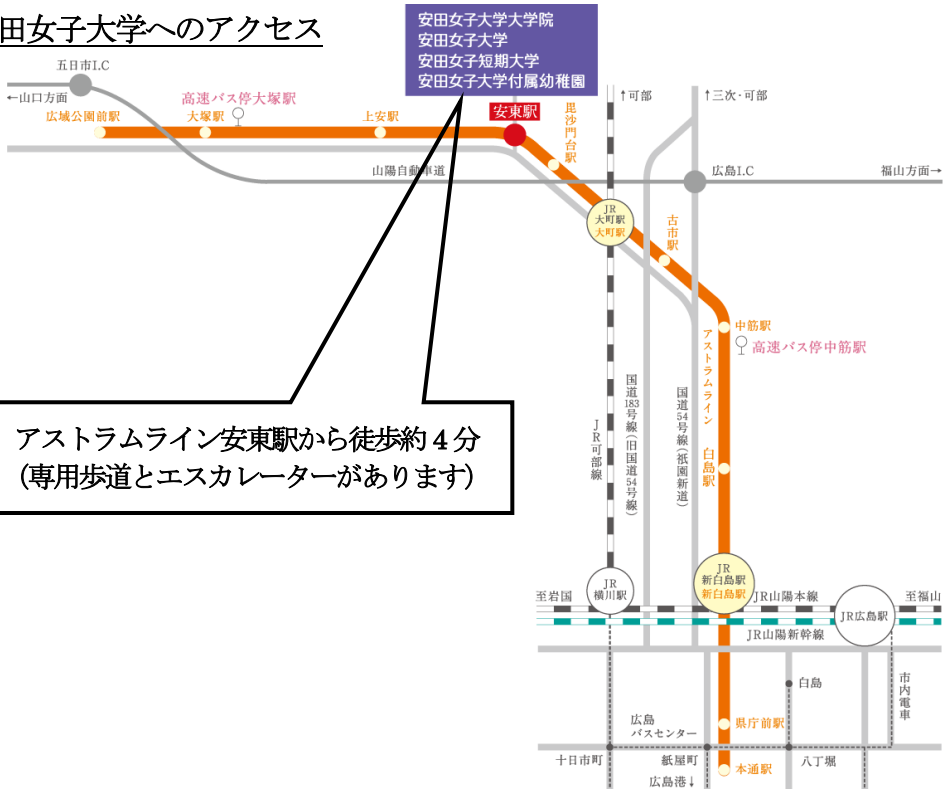 田女子大学へのアクセス
安田女子大学大学院
安田女子大学
安田女子短期大学
安田女子大学付属幼稚園
五日市I.C
←山口方面
高速バス停大塚駅
広域公園前駅
大塚駅
上安駅
安東駅
毘沙門台駅
↑可部
↑三次・可部
山陽自動車道
広島I.C
福山方面→
JR
大町駅
大町駅
古市駅
中筋駅
高速バス停中筋駅
アストラムライン
国道183号線(旧国道54号線)
国道54号線(祇園新道)
JR可部線
白島駅
アストラムライン安東駅から徒歩約4分
（専用歩道とエスカレーターがあります）
JR
新白島駅
新白島駅
JR
横川駅
至岩国
JR山陽本線
至福山
JR広島駅
JR山陽新幹線
白島
市内電車
県庁前駅
広島
バスセンター
十日市町
紙屋町
八丁堀
本通駅
広島港↓